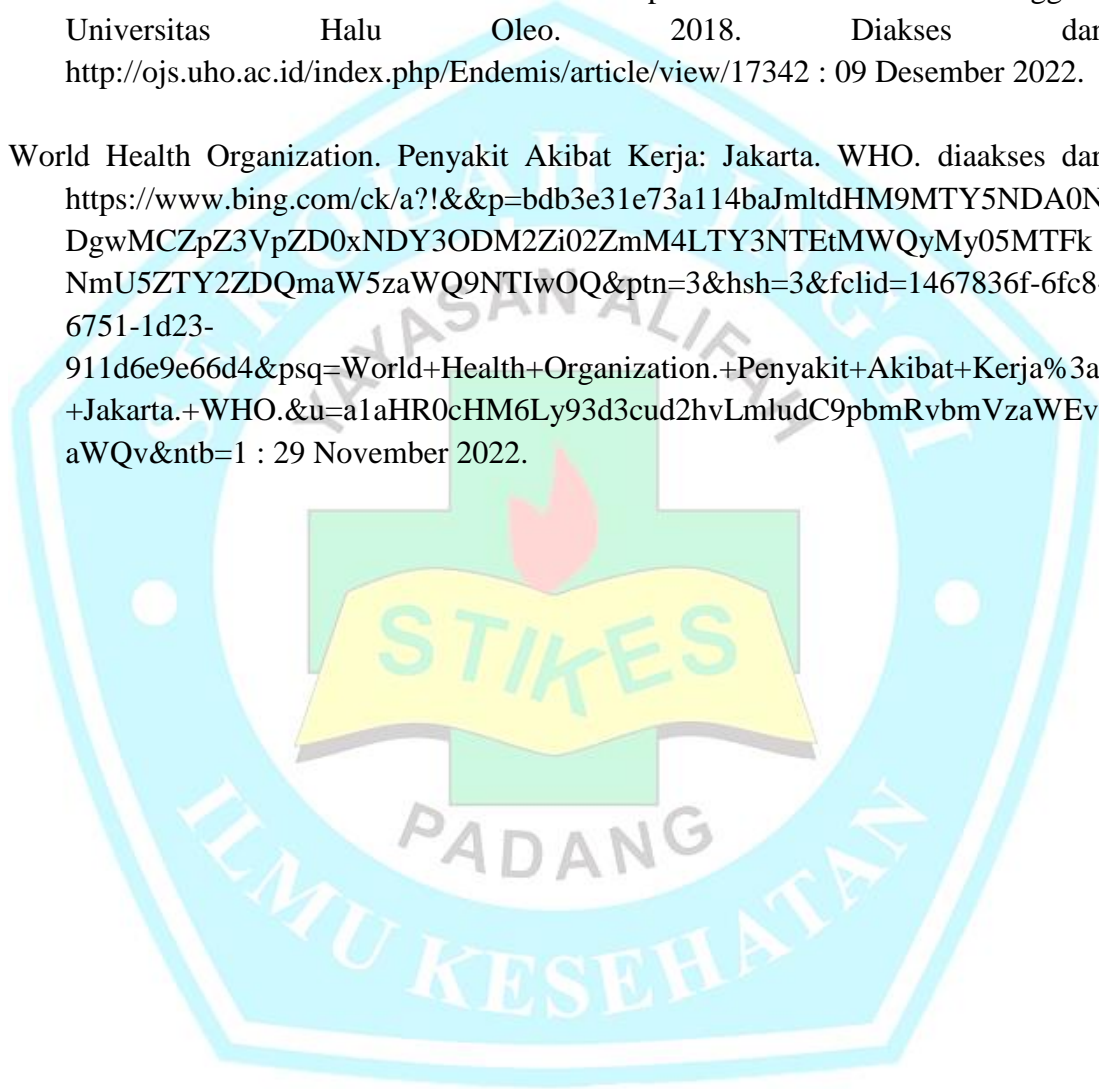 Universitas Halu Oleo. 2018. Diakses dar
http://ojs.uho.ac.id/index.php/Endemis/article/view/17342 : 09 Desember 2022.
World Health Organization. Penyakit Akibat Kerja: Jakarta. WHO. diaakses dar
https://www.bing.com/ck/a?!&&p=bdb3e31e73a114baJmltdHM9MTY5NDA0N
DgwMCZpZ3VpZD0xNDY3ODM2Zi02ZmM4LTY3NTEtMWQyMy05MTFk
NmU5ZTY2ZDQmaW5zaWQ9NTIwOQ&ptn=3&hsh=3&fclid=1467836f-6fc8-
6751-1d23-
911d6e9e66d4&psq=World+Health+Organization.+Penyakit+Akibat+Kerja%3a
+Jakarta.+WHO.&u=a1aHR0cHM6Ly93d3cud2hvLmludC9pbmRvbmVzaWEv
aWQv&ntb=1 : 29 November 2022.
SEKOLAH TINGGI
YAYASAN ALIFAH
STIKES
PADANG
ILMU KESEHATAN